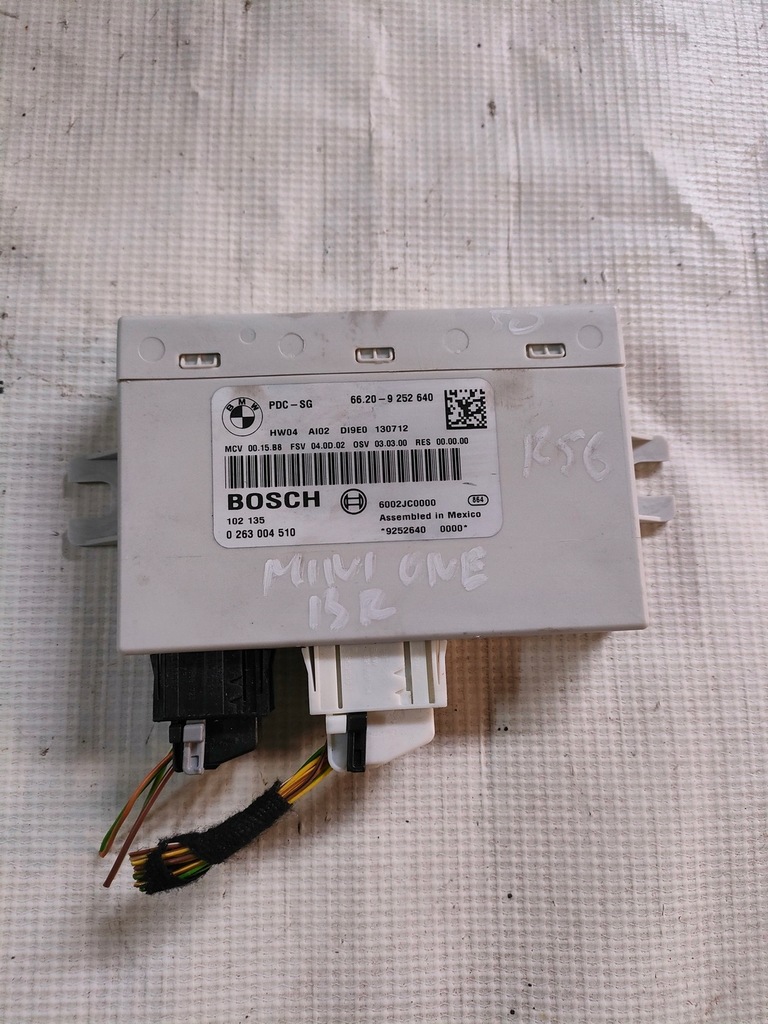 BMW
PDC-SG 66.20-9 252 640
HW04 AI02 DI9E0 130712
MCV 00.15.B8 FSV 04.0D.02 OSV 03.03.00 RES 00.00.00
BOSCH 6002JC0000 864
102 135 Assembled in Mexico
0 263 004 510 *9252640 0000*
R56
MINI ONE
13R